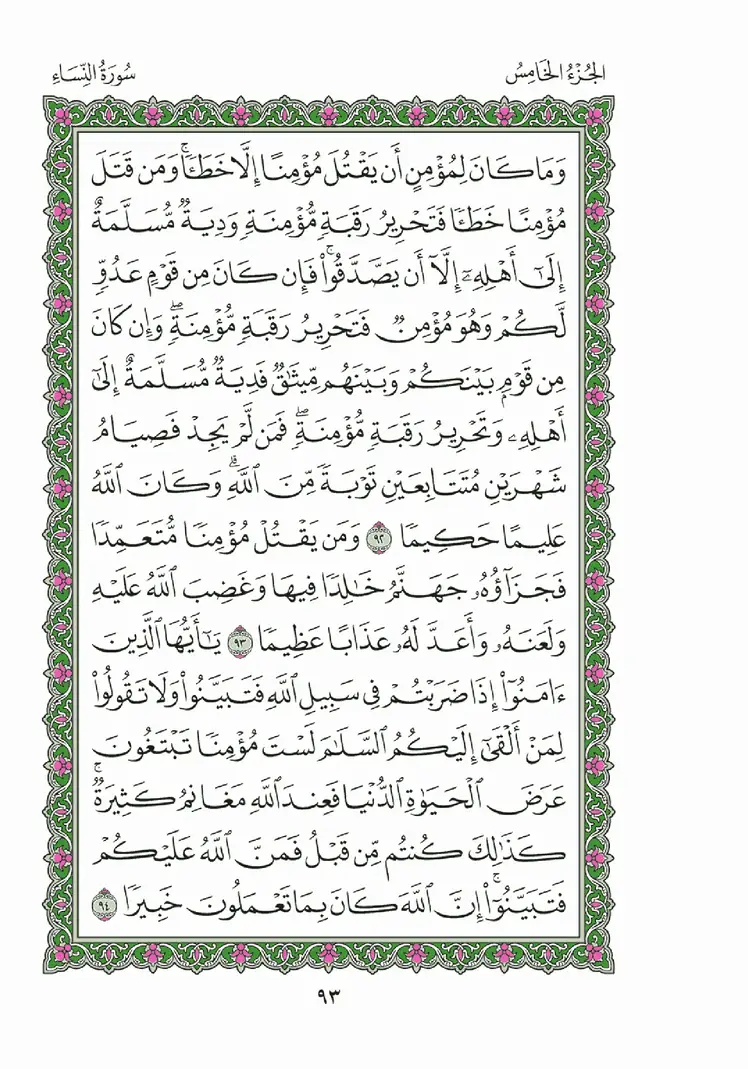 الجُزْءُ الخَامِسُ
سُورَةُ النِّسَاءِ
وَمَا كَانَ لِمُؤْمِنٍ أَن يَقْتُلَ مُؤْمِنًا إِلَّا خَطَـًٔاۚ وَمَن قَتَلَ
مُؤْمِنًا خَطَـًٔا فَتَحْرِيرُ رَقَبَةٍ مُّؤْمِنَةٍ وَدِيَةٌ مُّسَلَّمَةٌ
إِلَىٰٓ أَهْلِهِۦٓ إِلَّآ أَن يَصَّدَّقُوا۟ۚ فَإِن كَانَ مِن قَوْمٍ عَدُوٍّ
لَّكُمْ وَهُوَ مُؤْمِنٌ فَتَحْرِيرُ رَقَبَةٍ مُّؤْمِنَةٍۖ وَإِن كَانَ
مِن قَوْمٍۭ بَيْنَكُمْ وَبَيْنَهُم مِّيثَٰقٌ فَدِيَةٌ مُّسَلَّمَةٌ إِلَىٰٓ
أَهْلِهِۦ وَتَحْرِيرُ رَقَبَةٍ مُّؤْمِنَةٍۖ فَمَن لَّمْ يَجِدْ فَصِيَامُ
شَهْرَيْنِ مُتَتَابِعَيْنِ تَوْبَةً مِّنَ ٱللَّهِۗ وَكَانَ ٱللَّهُ
عَلِيمًا حَكِيمًا ٩٢ وَمَن يَقْتُلْ مُؤْمِنًا مُّتَعَمِّدًا
فَجَزَآؤُهُۥ جَهَنَّمُ خَٰلِدًا فِيهَا وَغَضِبَ ٱللَّهُ عَلَيْهِ
وَلَعَنَهُۥ وَأَعَدَّ لَهُۥ عَذَابًا عَظِيمًا ٩٣ يَٰٓأَيُّهَا ٱلَّذِينَ
ءَامَنُوٓا۟ إِذَا ضَرَبْتُمْ فِى سَبِيلِ ٱللَّهِ فَتَبَيَّنُوا۟ وَلَا تَقُولُوا۟
لِمَنْ أَلْقَىٰٓ إِلَيْكُمُ ٱلسَّلَٰمَ لَسْتَ مُؤْمِنًا تَبْتَغُونَ
عَرَضَ ٱلْحَيَوٰةِ ٱلدُّنْيَا فَعِندَ ٱللَّهِ مَغَانِمُ كَثِيرَةٌۚ
كَذَٰلِكَ كُنتُم مِّن قَبْلُ فَمَنَّ ٱللَّهُ عَلَيْكُمْ
فَتَبَيَّنُوٓا۟ۚ إِنَّ ٱللَّهَ كَانَ بِمَا تَعْمَلُونَ خَبِيرًا ٩٤
٩٣